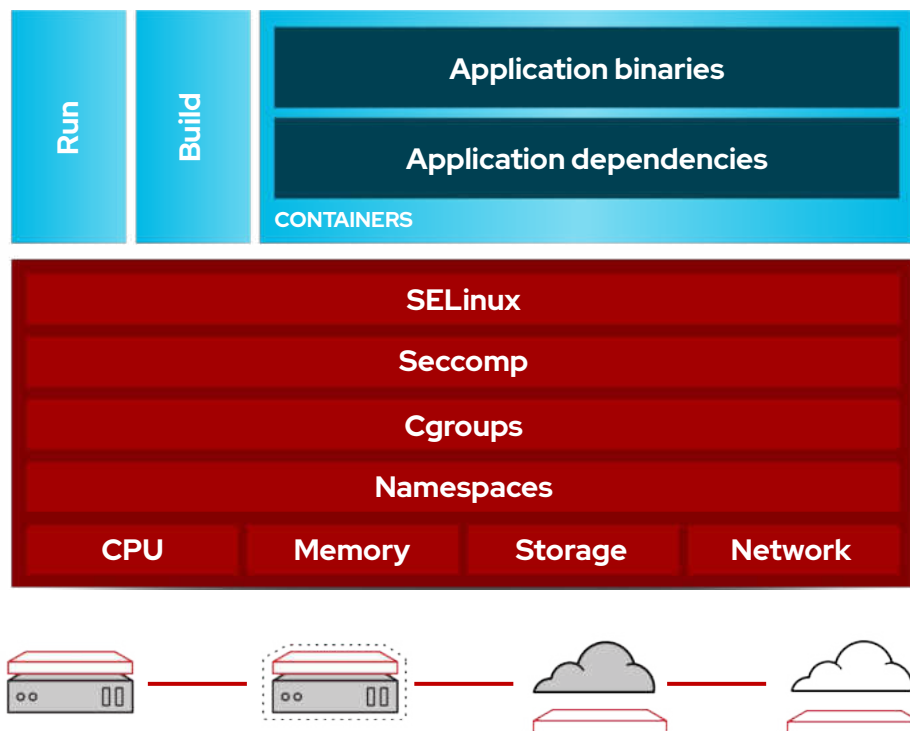 Run
Build
Application binaries
Application dependencies
CONTAINERS
SELinux
Seccomp
Cgroups
Namespaces
CPU
Memory
Storage
Network